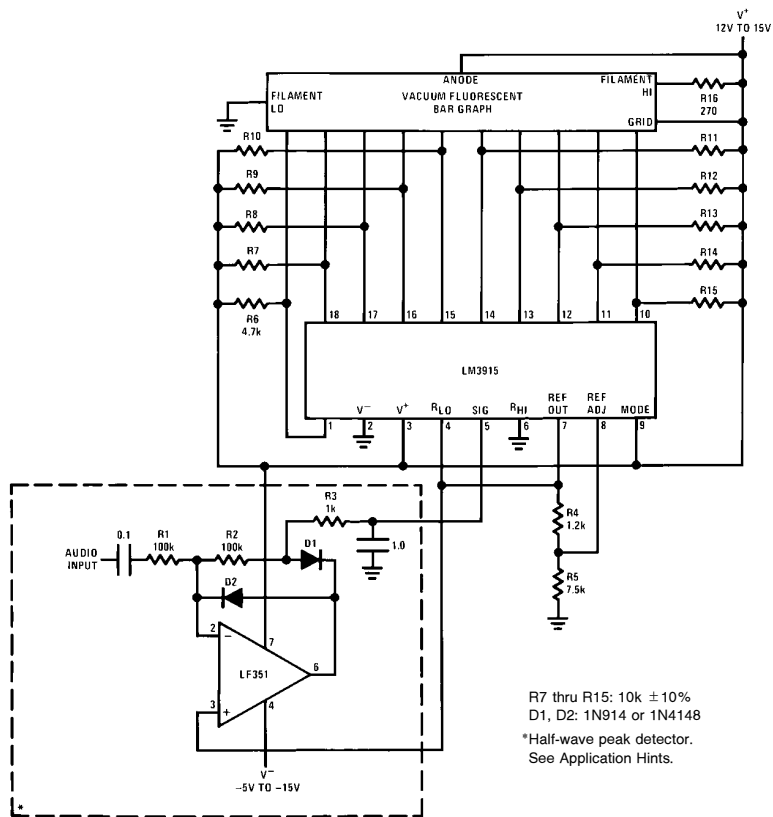 V+
12V TO 15V
ANODE
FILAMENT
HI
FILAMENT
LO
VACUUM FLUORESCENT
BAR GRAPH
GRID
R16
270
R10
R11
R9
R12
R8
R13
R7
R14
R6
4.7k
R15
18
17
16
15
14
13
12
11
10
LM3915
V−
V+
RLO
SIG
RHI
REF
OUT
REF
ADJ
MODE
1
2
3
4
5
6
7
8
9
R3
1k
R4
1.2k
0.1
R1
100k
R2
100k
D1
1.0
AUDIO
INPUT
D2
R5
7.5k
2
−
7
LF351
6
3
+
4
V−
−5V TO −15V
*
R7 thru R15: 10k ±10%
D1, D2: 1N914 or 1N4148
*Half-wave peak detector.
See Application Hints.